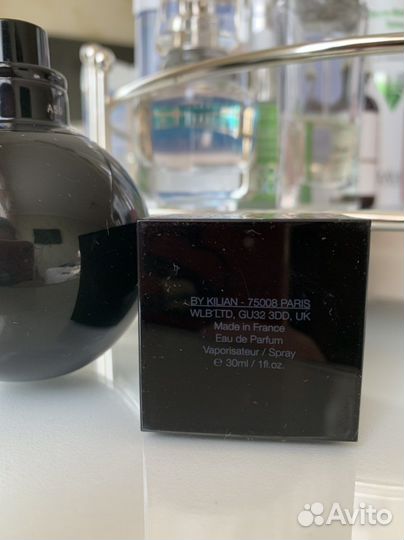 BY KILIAN - 75008 PARIS
WLB LTD, GU32 3DD, UK
Made in France
Eau de Parfum
Vaporisateur / Spray
℮ 30ml / 1fl.oz.
Avito